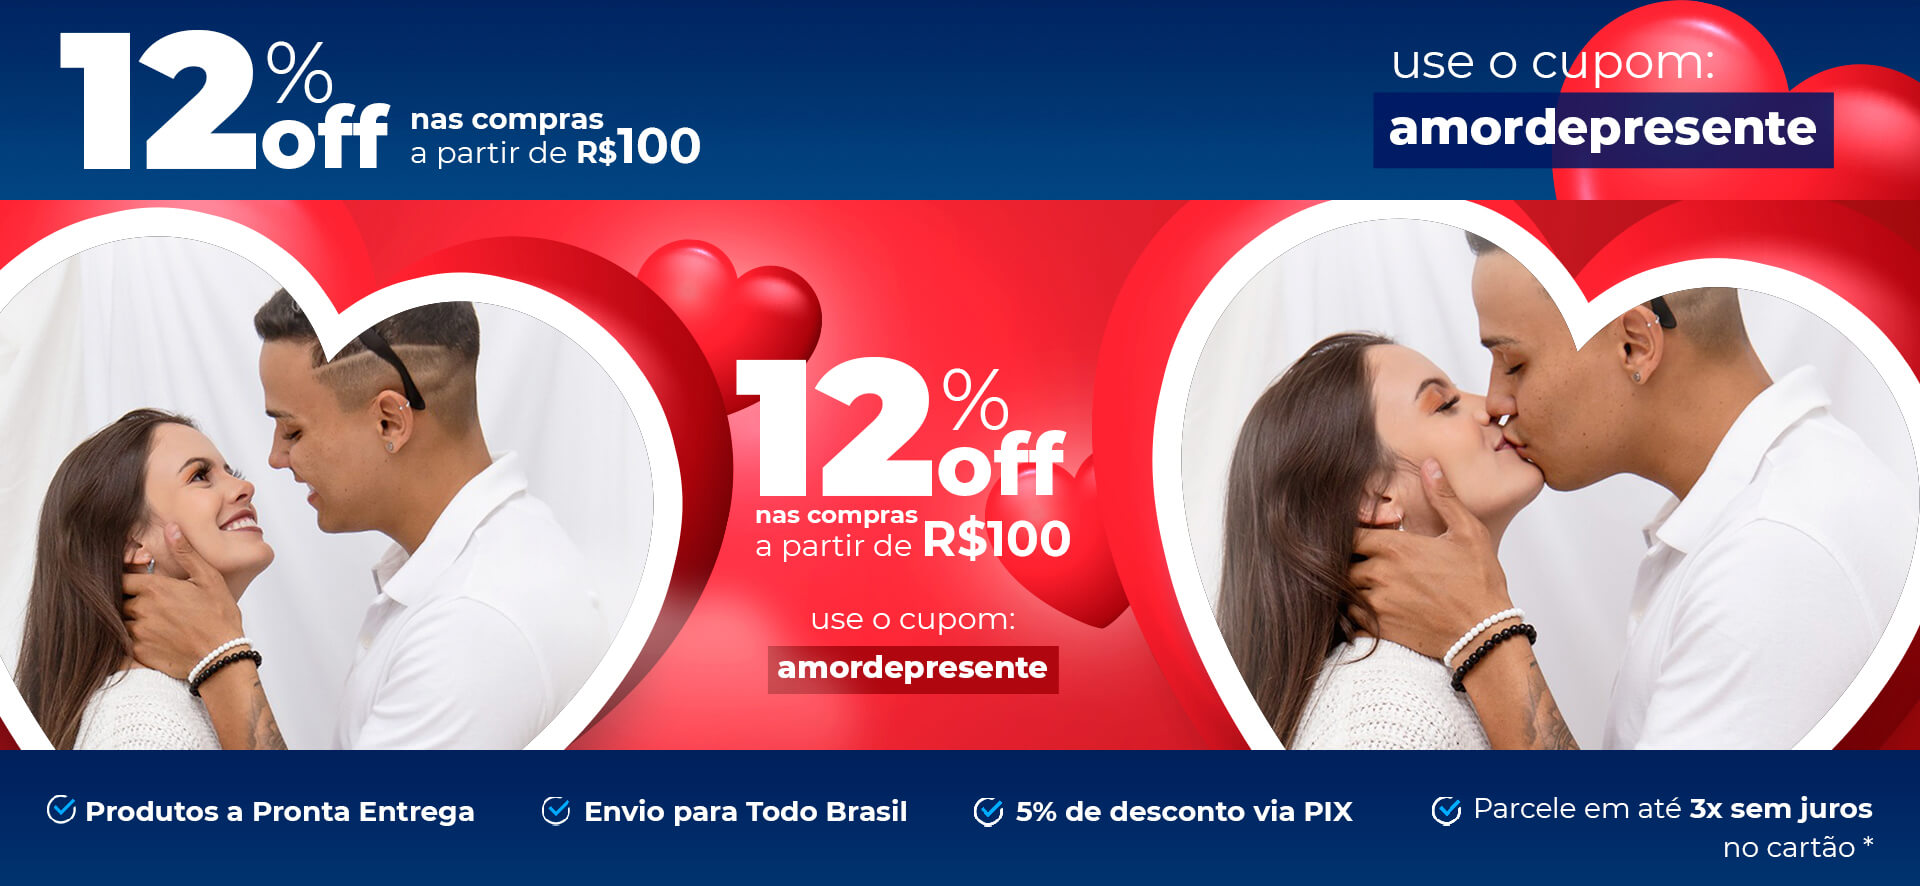 12%
off
nas compras
a partir de R$100
use o cupom:
amordepresente
12%
off
nas compras
a partir de R$100
use o cupom:
amordepresente
Produtos a Pronta Entrega
Envio para Todo Brasil
5% de desconto via PIX
Parcele em até 3x sem juros
no cartão *